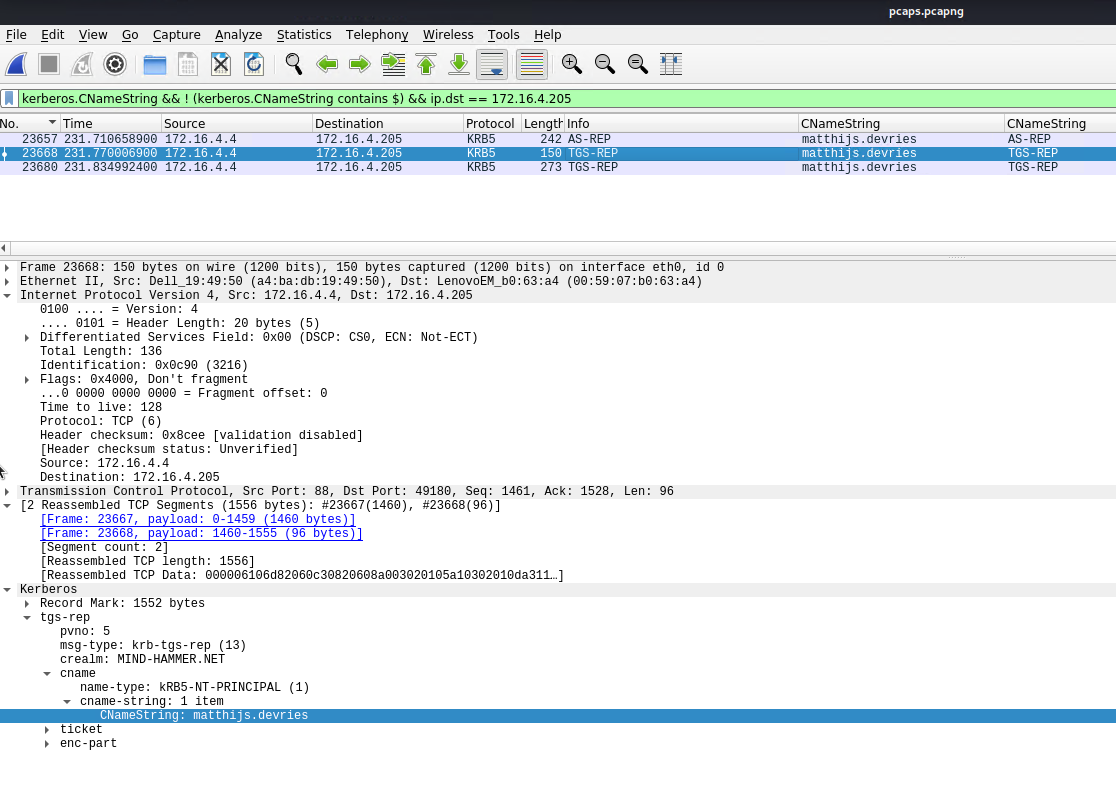 pcaps.pcapng
File Edit View Go Capture Analyze Statistics Telephony Wireless Tools Help
kerberos.CNameString && ! (kerberos.CNameString contains $) && ip.dst == 172.16.4.205
No. Time Source Destination Protocol Length Info CNameString CNameString
23657 231.710658900 172.16.4.4 172.16.4.205 KRB5 242 AS-REP matthijs.devries AS-REP
23668 231.770006900 172.16.4.4 172.16.4.205 KRB5 150 TGS-REP matthijs.devries TGS-REP
23680 231.834992400 172.16.4.4 172.16.4.205 KRB5 273 TGS-REP matthijs.devries TGS-REP
Frame 23668: 150 bytes on wire (1200 bits), 150 bytes captured (1200 bits) on interface eth0, id 0
Ethernet II, Src: Dell_19:49:50 (a4:ba:db:19:49:50), Dst: LenovoEM_b0:63:a4 (00:59:07:b0:63:a4)
Internet Protocol Version 4, Src: 172.16.4.4, Dst: 172.16.4.205
0100 .... = Version: 4
.... 0101 = Header Length: 20 bytes (5)
Differentiated Services Field: 0x00 (DSCP: CS0, ECN: Not-ECT)
Total Length: 136
Identification: 0x0c90 (3216)
Flags: 0x4000, Don't fragment
...0 0000 0000 0000 = Fragment offset: 0
Time to live: 128
Protocol: TCP (6)
Header checksum: 0x8cee [validation disabled]
[Header checksum status: Unverified]
Source: 172.16.4.4
Destination: 172.16.4.205
Transmission Control Protocol, Src Port: 88, Dst Port: 49180, Seq: 1461, Ack: 1528, Len: 96
[2 Reassembled TCP Segments (1556 bytes): #23667(1460), #23668(96)]
[Frame: 23667, payload: 0-1459 (1460 bytes)]
[Frame: 23668, payload: 1460-1555 (96 bytes)]
[Segment count: 2]
[Reassembled TCP length: 1556]
[Reassembled TCP Data: 000006106d82060c30820608a003020105a10302010da311…]
Kerberos
Record Mark: 1552 bytes
tgs-rep
pvno: 5
msg-type: krb-tgs-rep (13)
crealm: MIND-HAMMER.NET
cname
name-type: kRB5-NT-PRINCIPAL (1)
cname-string: 1 item
CNameString: matthijs.devries
ticket
enc-part